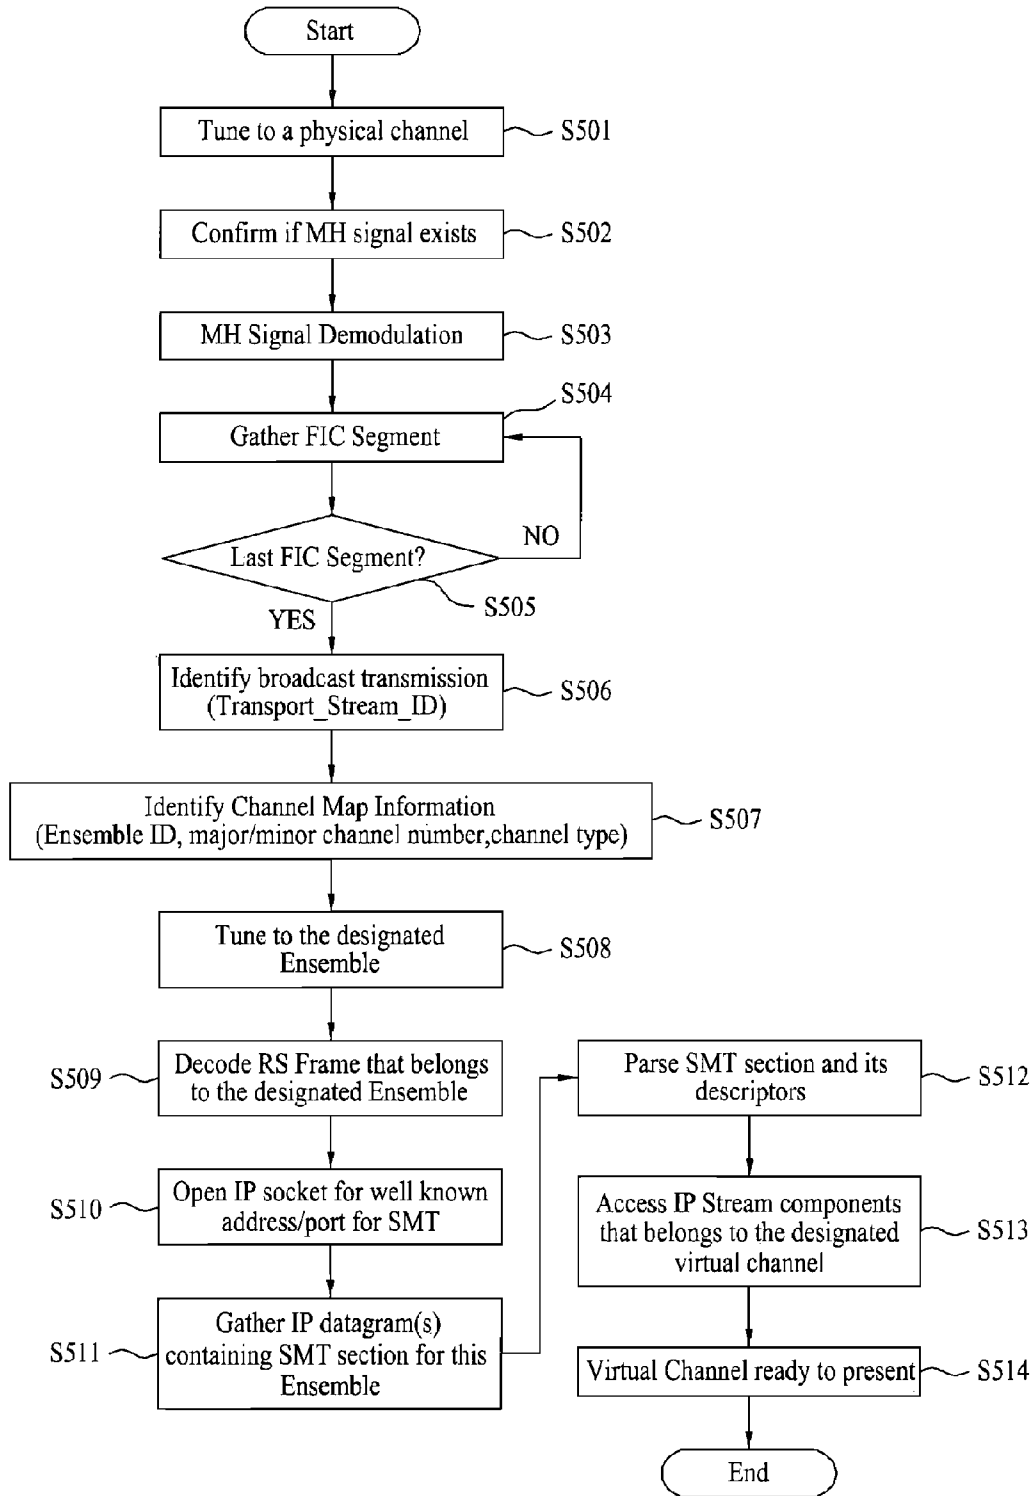 Start
Tune to a physical channel
S501
Confirm if MH signal exists
S502
MH Signal Demodulation
S503
S504
Gather FIC Segment
NO
Last FIC Segment?
S505
YES
Identify broadcast transmission
(Transport_Stream_ID)
S506
Identify Channel Map Information
(Ensemble ID, major/minor channel number,channel type)
S507
Tune to the designated
Ensemble
S508
S509
Decode RS Frame that belongs
to the designated Ensemble
S510
Open IP socket for well known
address/port for SMT
S511
Gather IP datagram(s)
containing SMT section for this
Ensemble
Parse SMT section and its
descriptors
S512
Access IP Stream components
that belongs to the designated
virtual channel
S513
Virtual Channel ready to present
S514
End